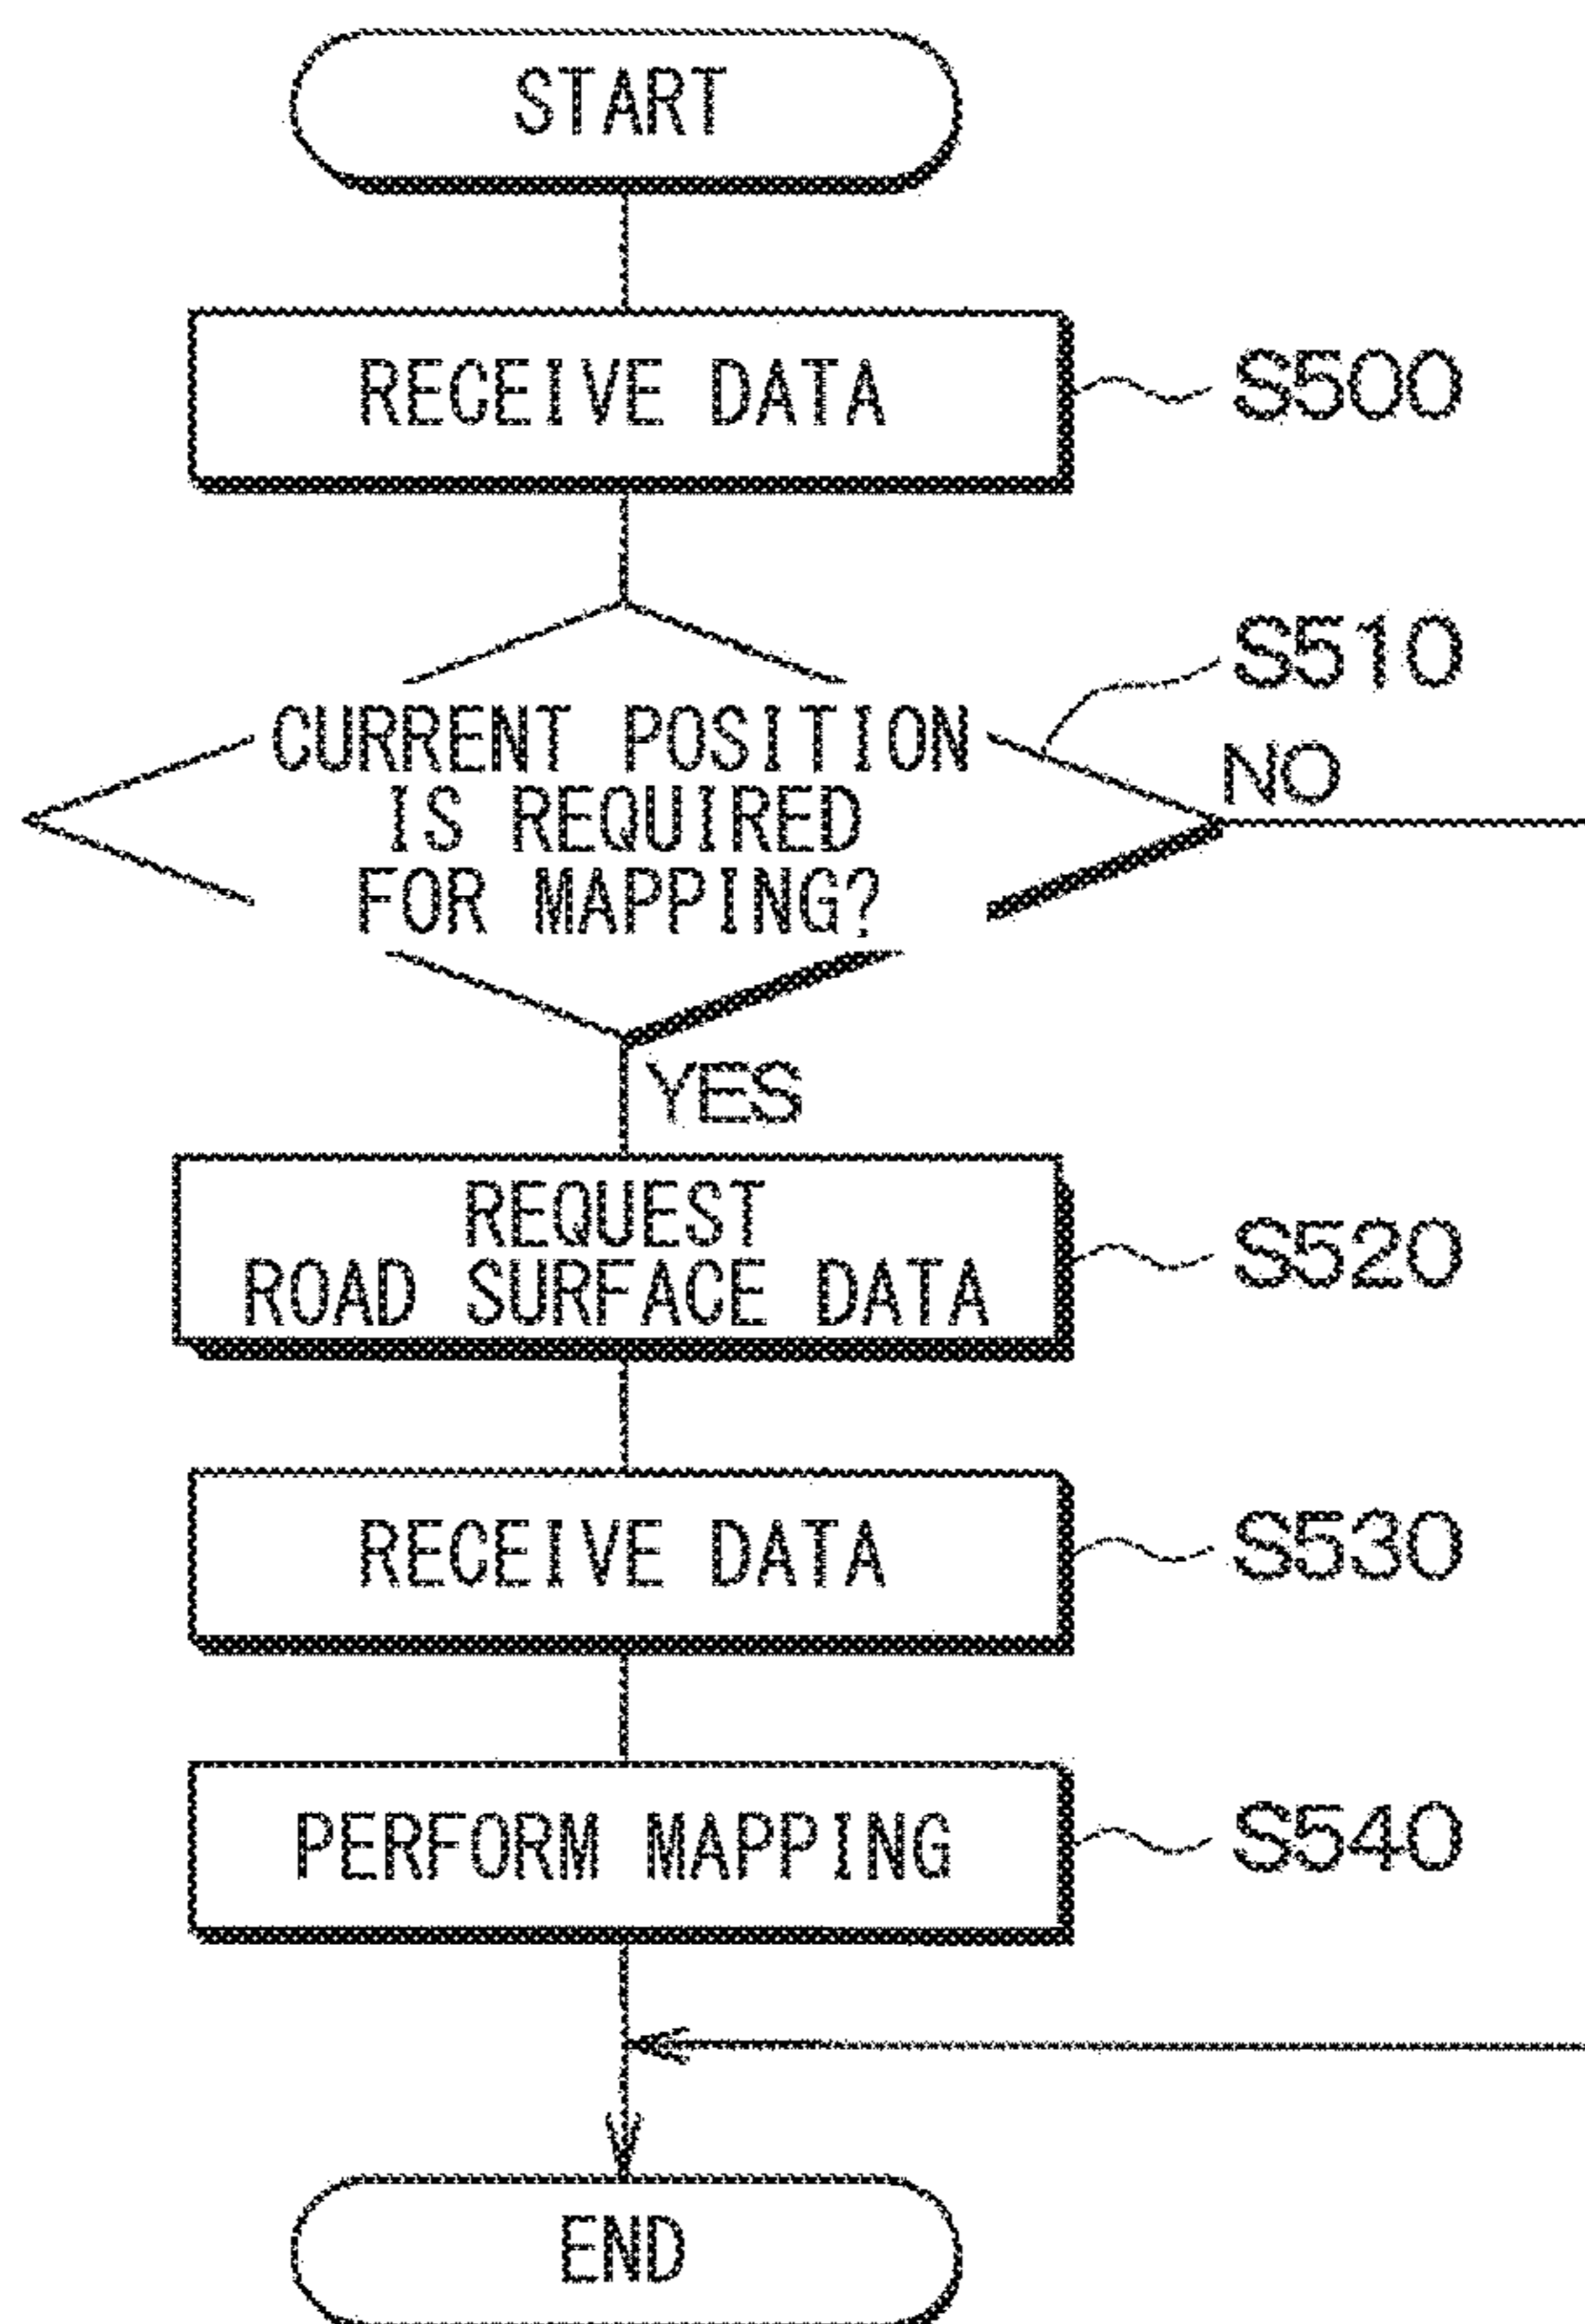 START
RECEIVE DATA
S500
S510
CURRENT POSITION
IS REQUIRED
FOR MAPPING?
NO
YES
REQUEST
ROAD SURFACE DATA
S520
RECEIVE DATA
S530
PERFORM MAPPING
S540
END